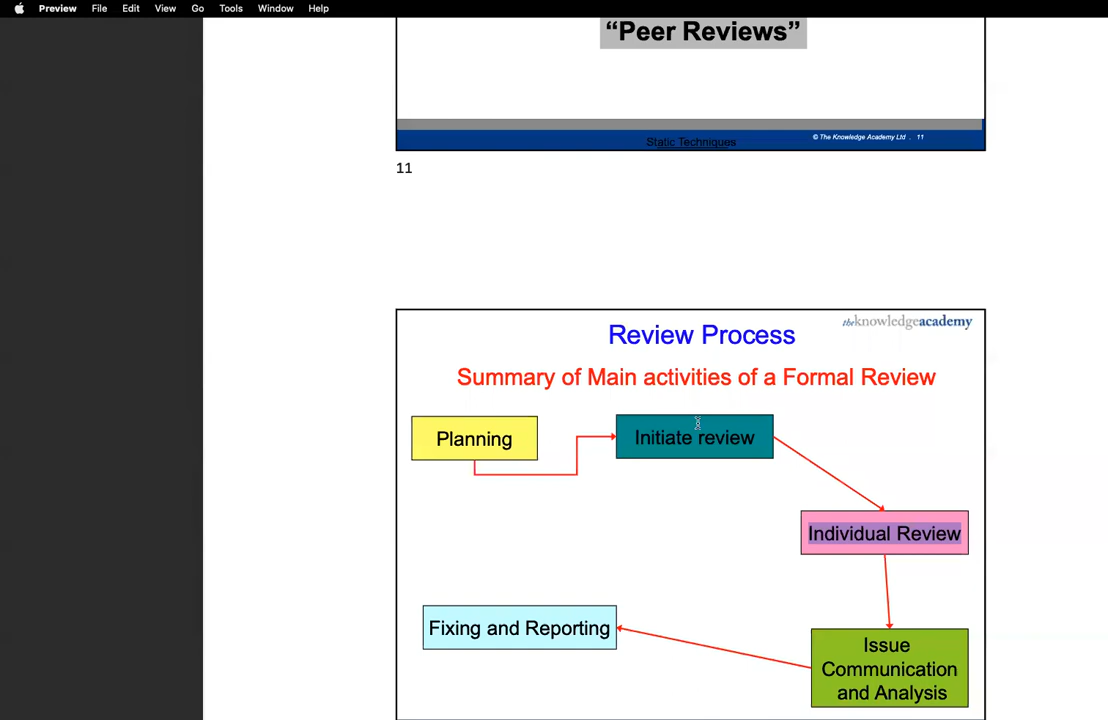 Preview File Edit View Go Tools Window Help
“Peer Reviews”
Static Techniques
© The Knowledge Academy Ltd . 11
11
theknowledgeacademy
Review Process
Summary of Main activities of a Formal Review
Planning
Initiate review
Individual Review
Fixing and Reporting
Issue
Communication
and Analysis